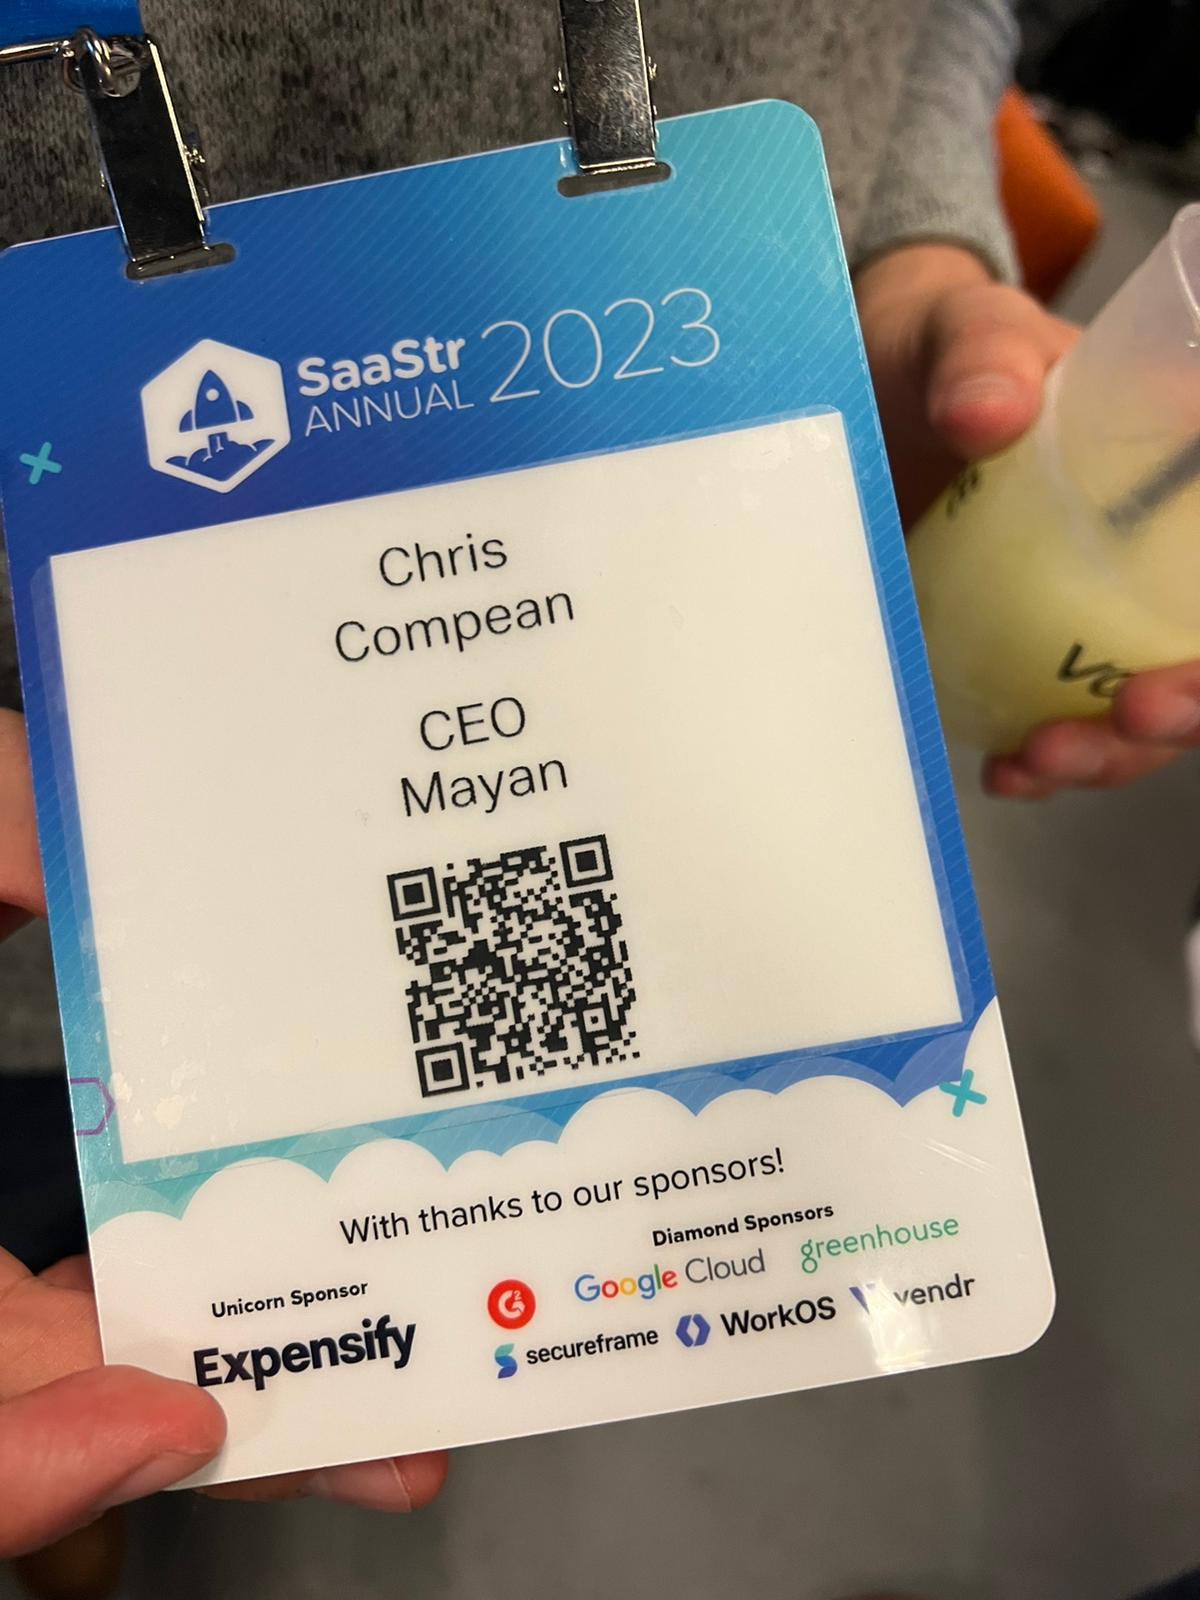 SaaStr
ANNUAL 2023
Chris
Compean
CEO
Mayan
With thanks to our sponsors!
Unicorn Sponsor
Expensify
Diamond Sponsors
G2
Google Cloud
greenhouse
secureframe
WorkOS
vendr